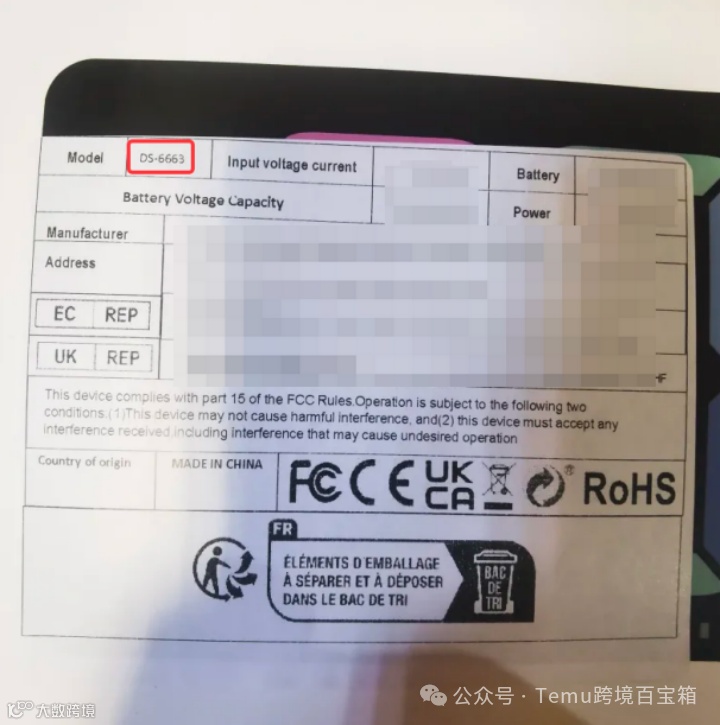 Model DS-6663 Input voltage current Battery
Battery Voltage Capacity Power
Manufacturer
Address
EC REP
UK REP
This device complies with part 15 of the FCC Rules.Operation is subject to the following two
conditions:(1)This device may not cause harmful interference, and(2) this device must accept any
interference received,including interference that may cause undesired operation
Country of origin MADE IN CHINA FC CE UK CA ® RoHS
FR
ÉLÉMENTS D'EMBALLAGE
À SÉPARER ET À DÉPOSER
DANS LE BAC DE TRI
BAC
DE
TRI
公众号·Temu跨境百宝箱
大数跨境